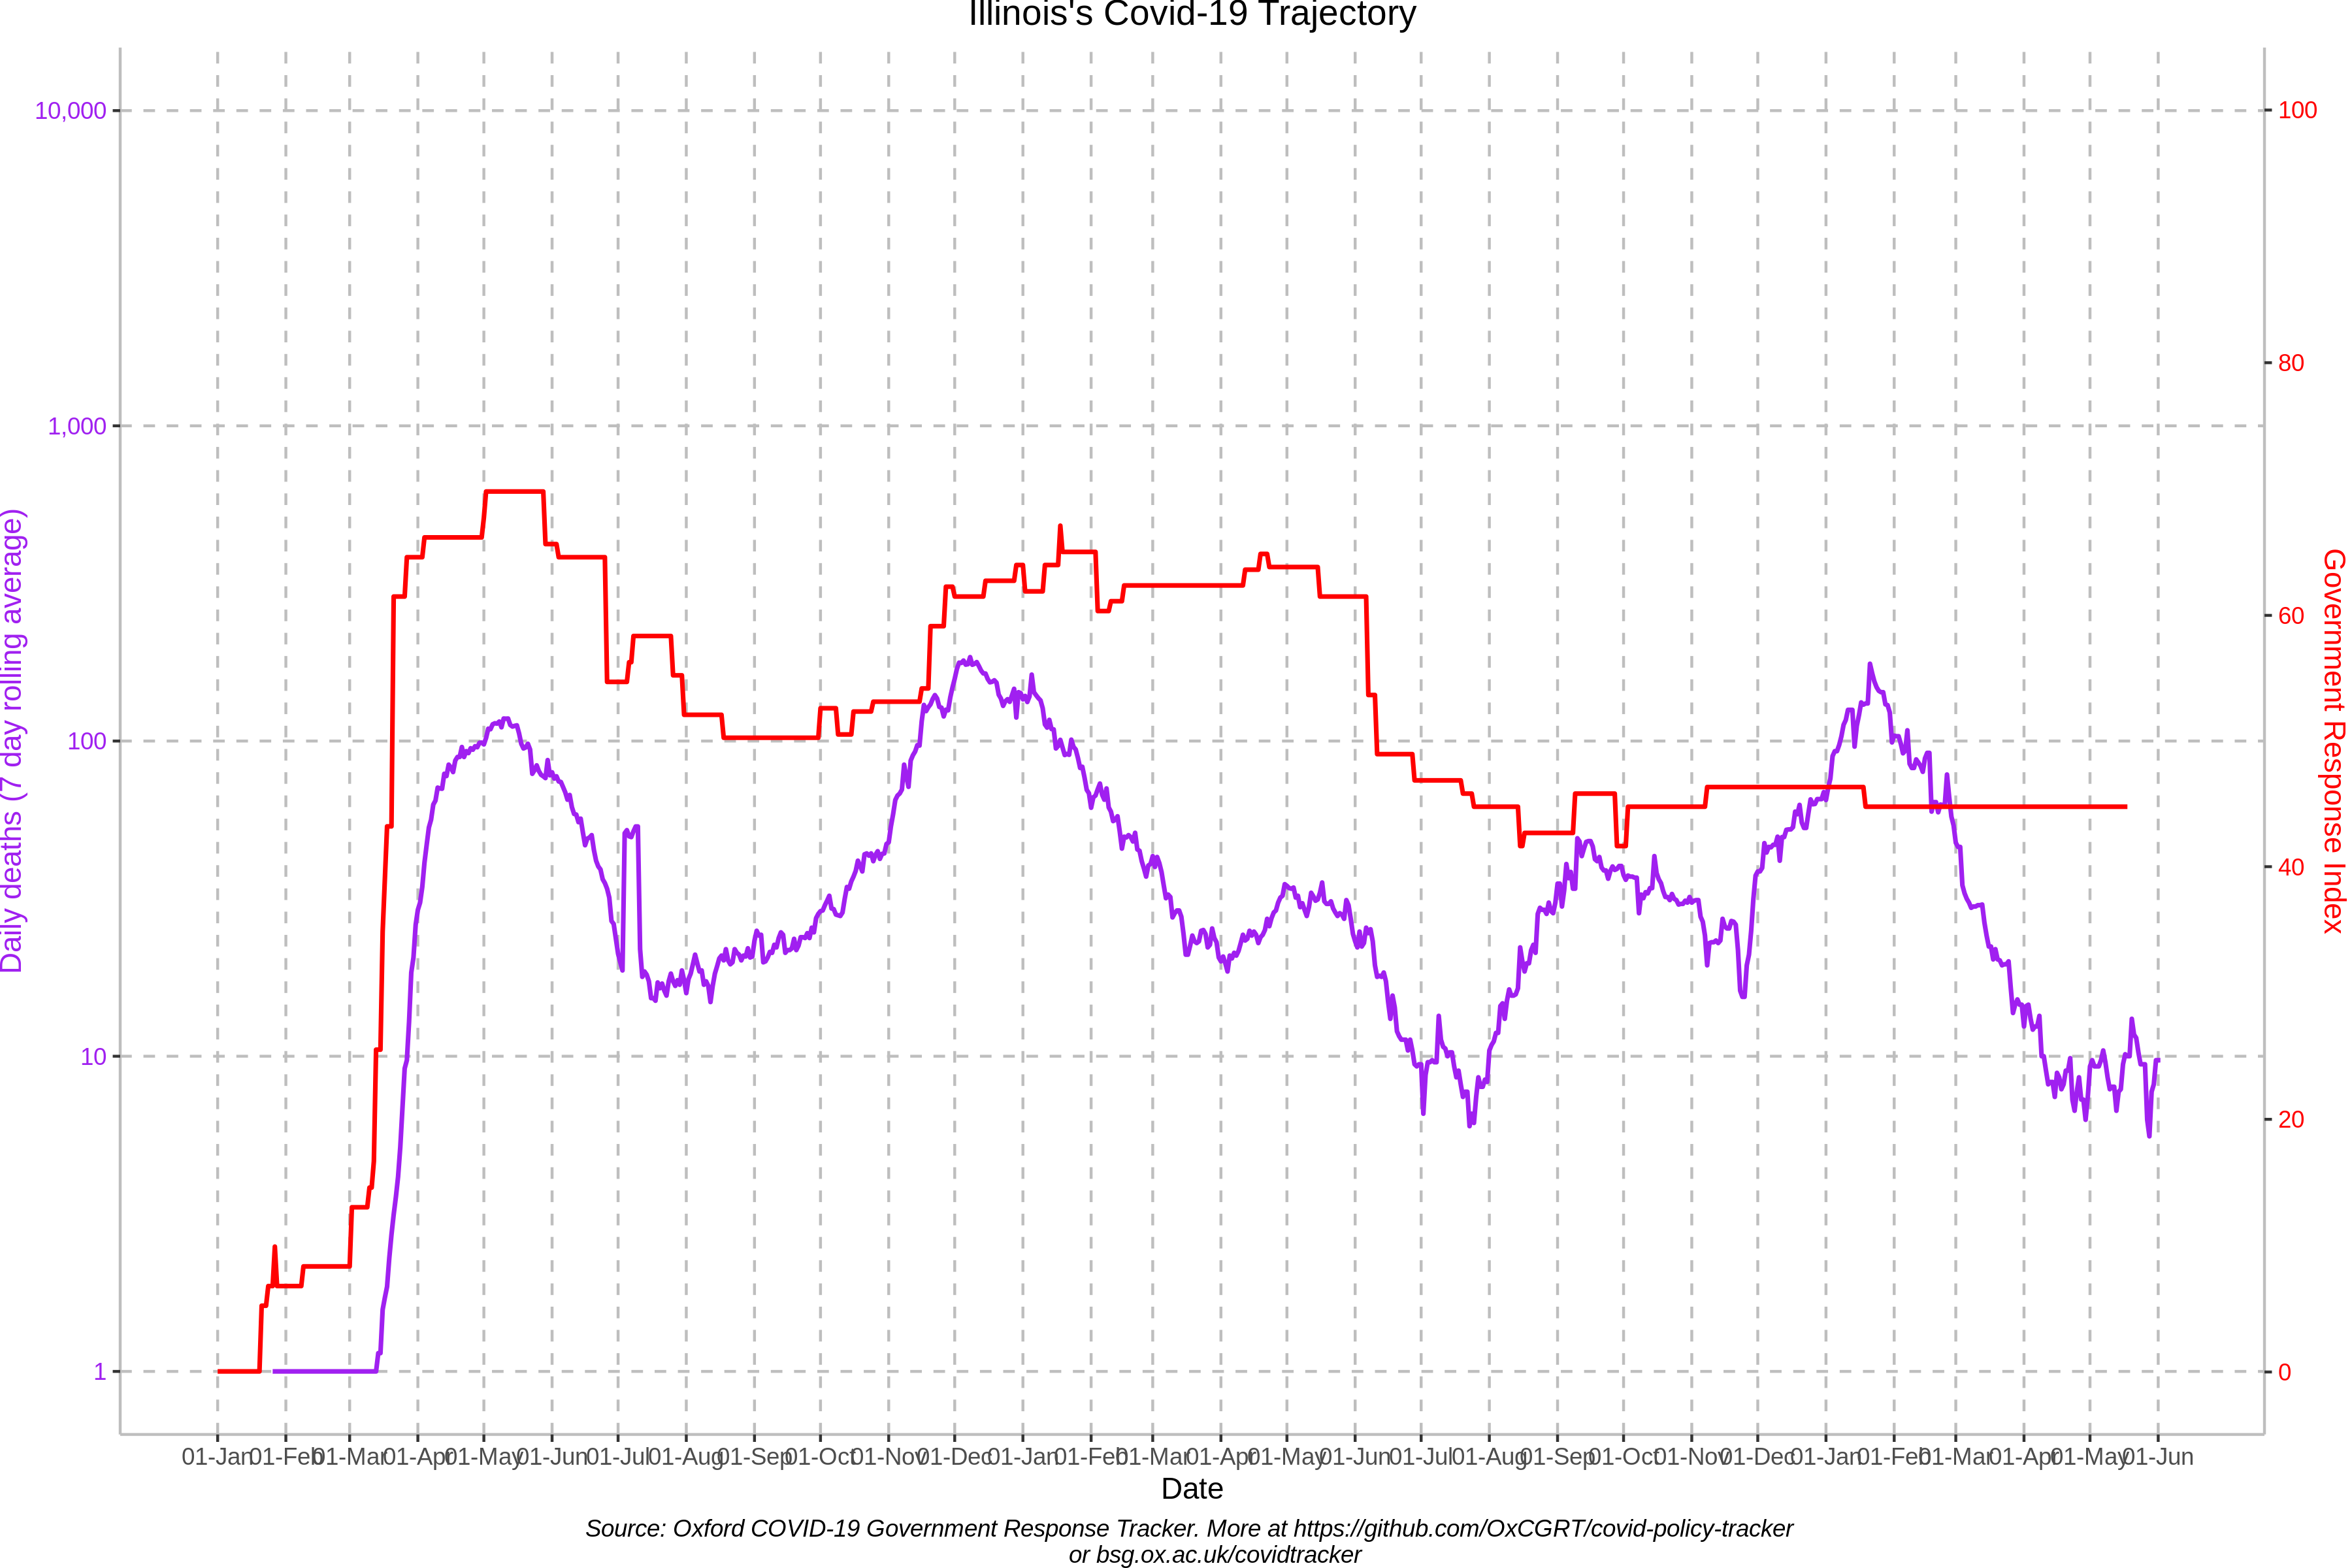 Illinois's Covid-19 Trajectory
10,000
1,000
100
10
1
Daily deaths (7 day rolling average)
100
80
60
40
20
0
Government Response Index
01-Jan 01-Feb 01-Mar 01-Apr 01-May 01-Jun 01-Jul 01-Aug 01-Sep 01-Oct 01-Nov 01-Dec 01-Jan 01-Feb 01-Mar 01-Apr 01-May 01-Jun 01-Jul 01-Aug 01-Sep 01-Oct 01-Nov 01-Dec 01-Jan 01-Feb 01-Mar 01-Apr 01-May 01-Jun
Date
Source: Oxford COVID-19 Government Response Tracker. More at https://github.com/OxCGRT/covid-policy-tracker
or bsg.ox.ac.uk/covidtracker